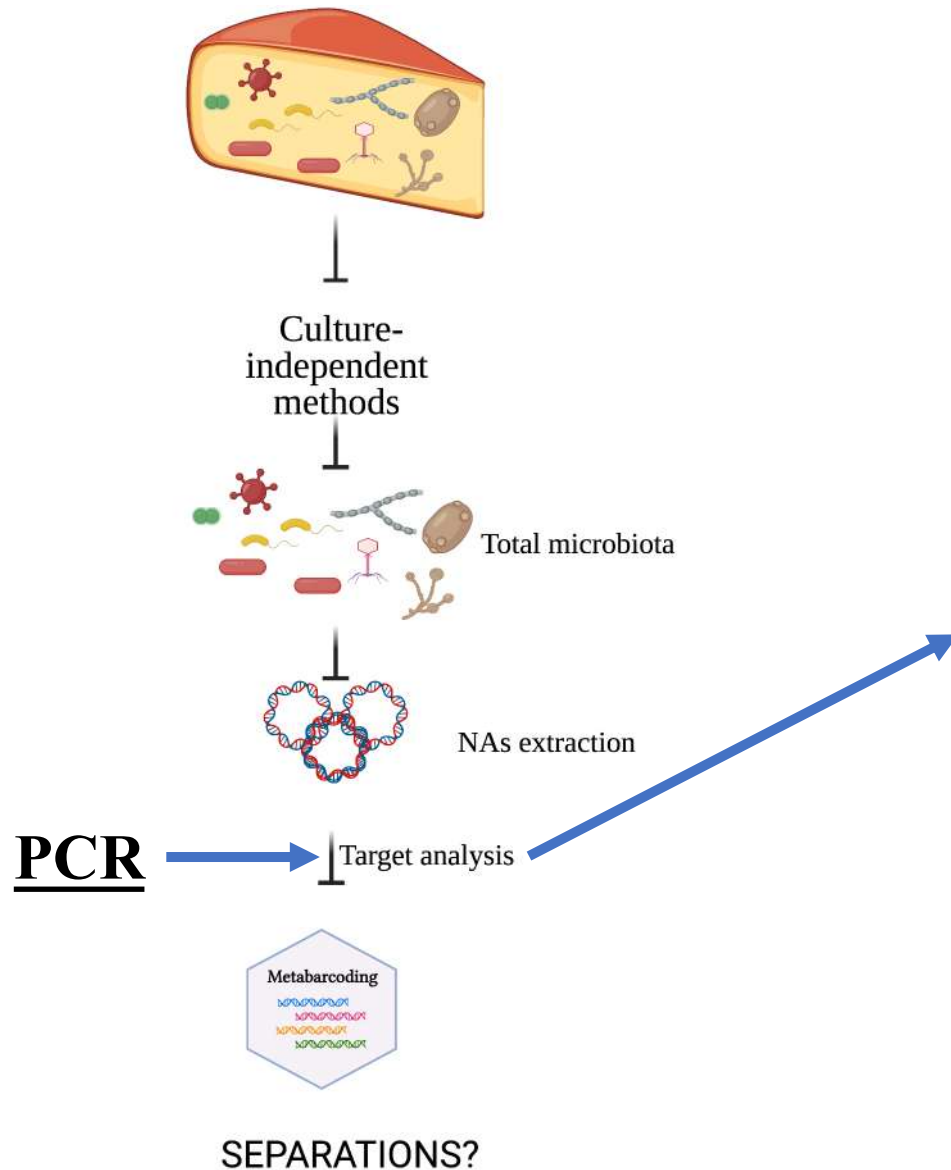 Culture-
independent
methods
Total microbiota
NAs extraction
PCR
Target analysis
Metabarcoding
SEPARATIONS?